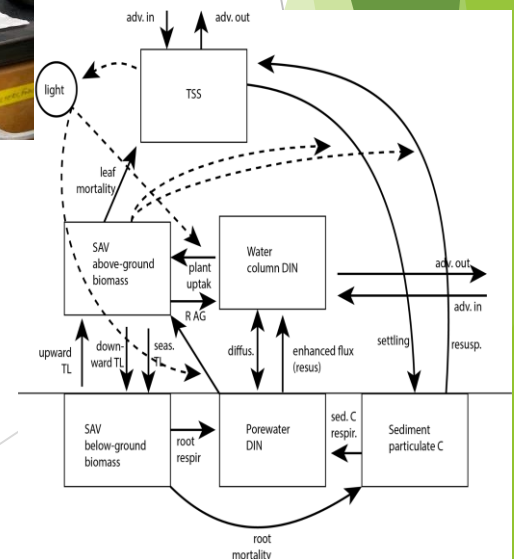 adv. in
adv. out
light
TSS
leaf
mortality
SAV
above-ground
biomass
plant
uptak
R AG
Water
column DIN
adv. out
adv. in
upward
TL
down-
ward TL
seas.
TL
diffus.
enhanced flux
(resus)
settling
resusp.
SAV
below-ground
biomass
root
respir
Porewater
DIN
sed. C
respir.
Sediment
particulate C
root
mortality